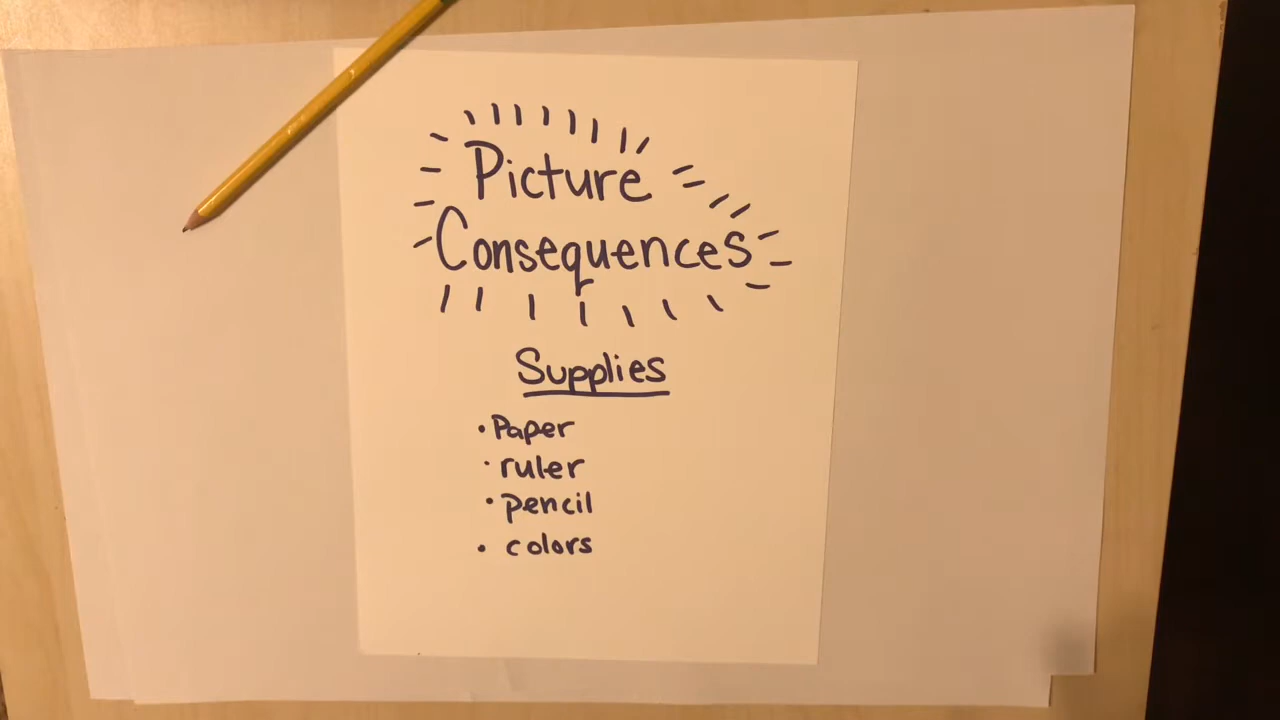 Picture
Consequences
Supplies
• Paper
• ruler
• pencil
• colors